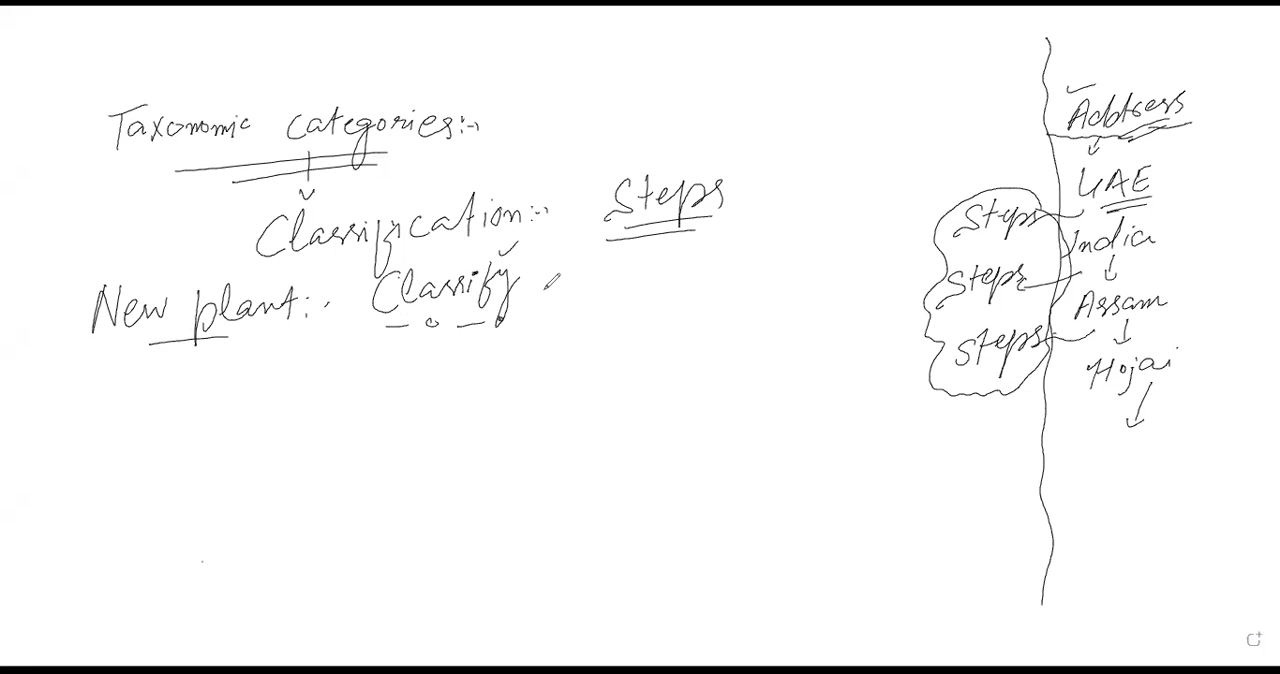 Taxonomic categories:-
Classification:- Steps
New plant:- Classify
Address
UAE
Steps
India
Steps
Assam
Steps
Hojai